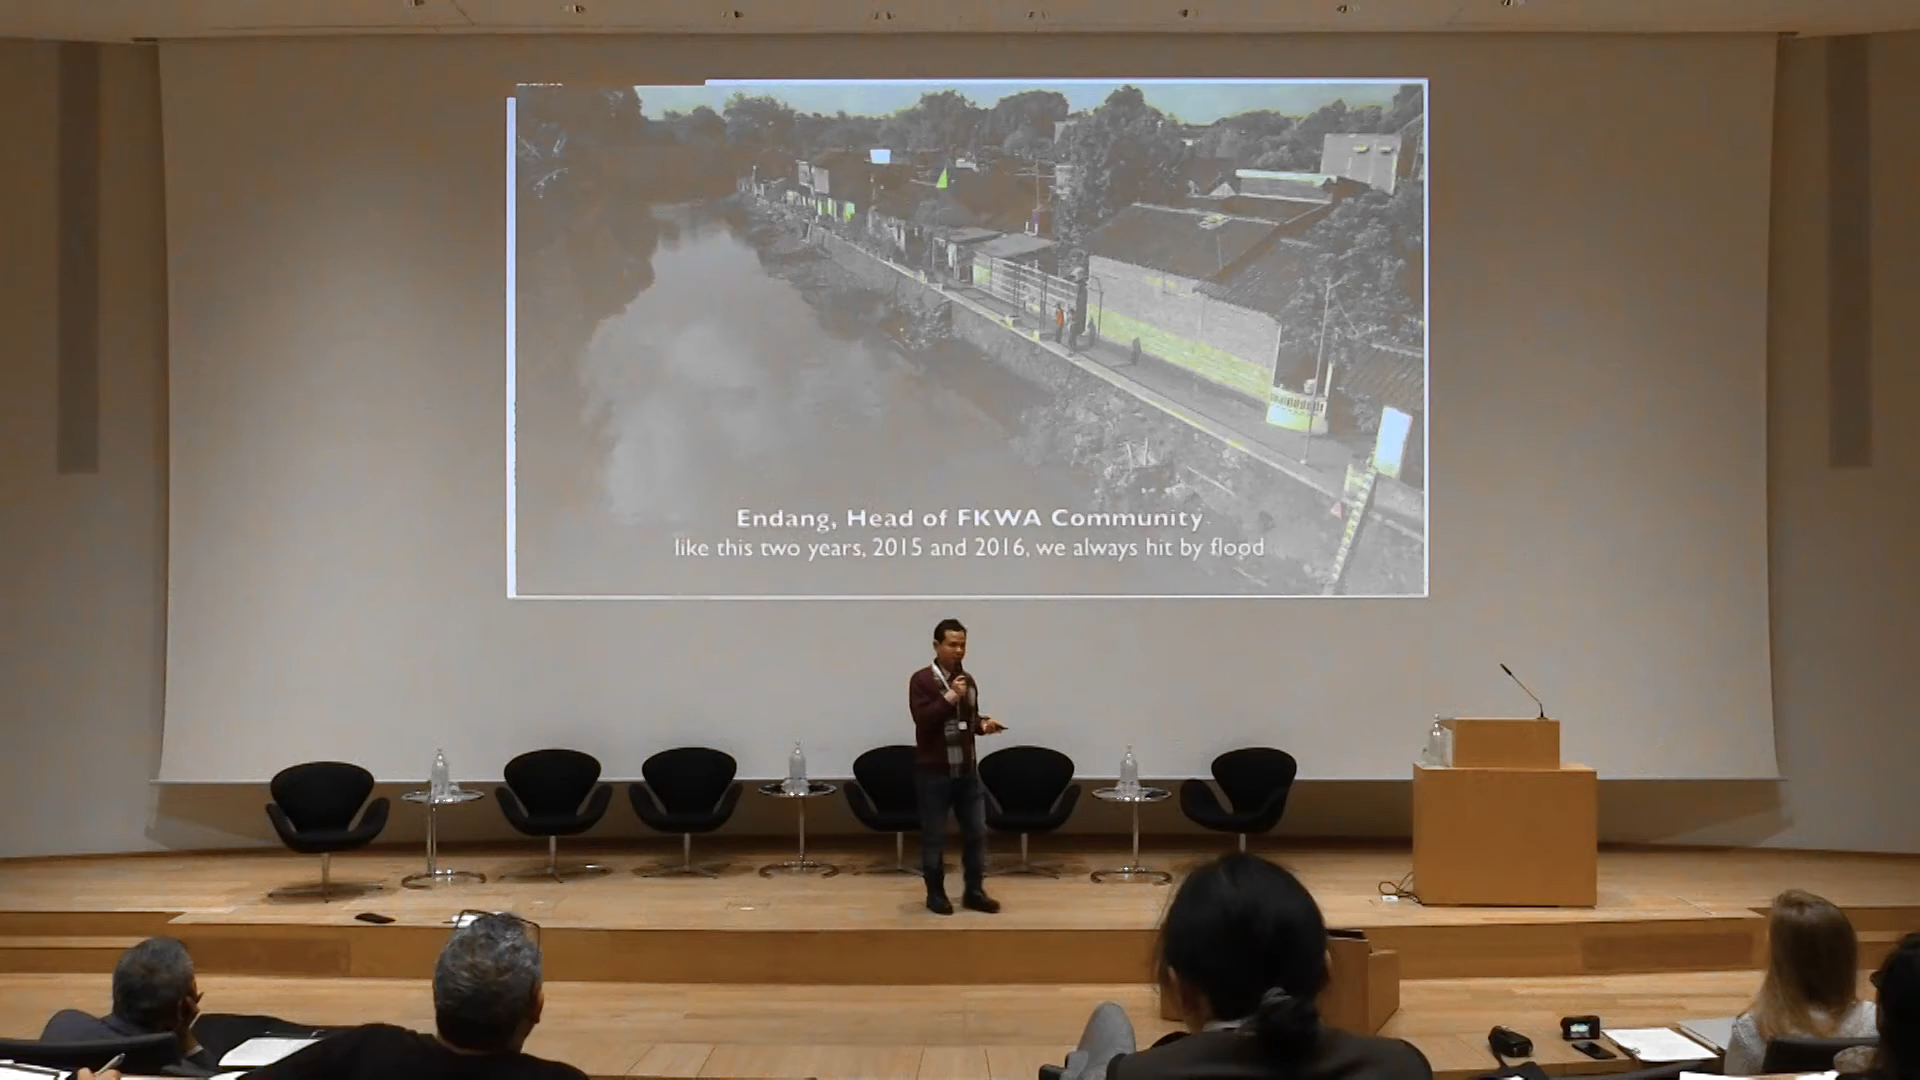 Endang, Head of FKWA Community
like this two years, 2015 and 2016, we always hit by flood